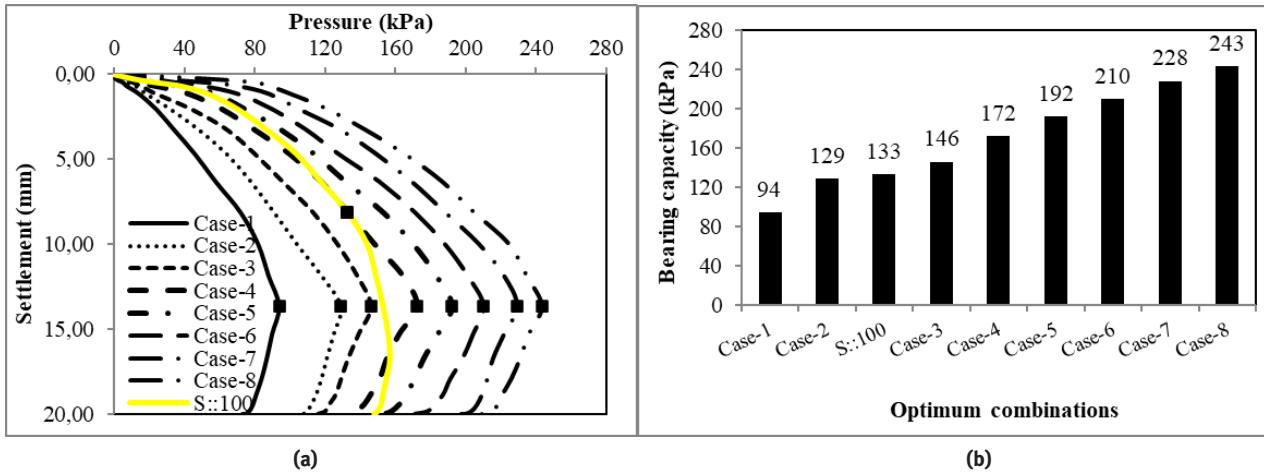 Pressure (kPa)
0 40 80 120 160 200 240 280
0,00
5,00
10,00
15,00
20,00
Settlement (mm)
Case-1
Case-2
Case-3
Case-4
Case-5
Case-6
Case-7
Case-8
S::100
(a)
Bearing capacity (kPa)
280
240
200
160
120
80
40
0
94
129
133
146
172
192
210
228
243
Case-1
Case-2
S::100
Case-3
Case-4
Case-5
Case-6
Case-7
Case-8
Optimum combinations
(b)